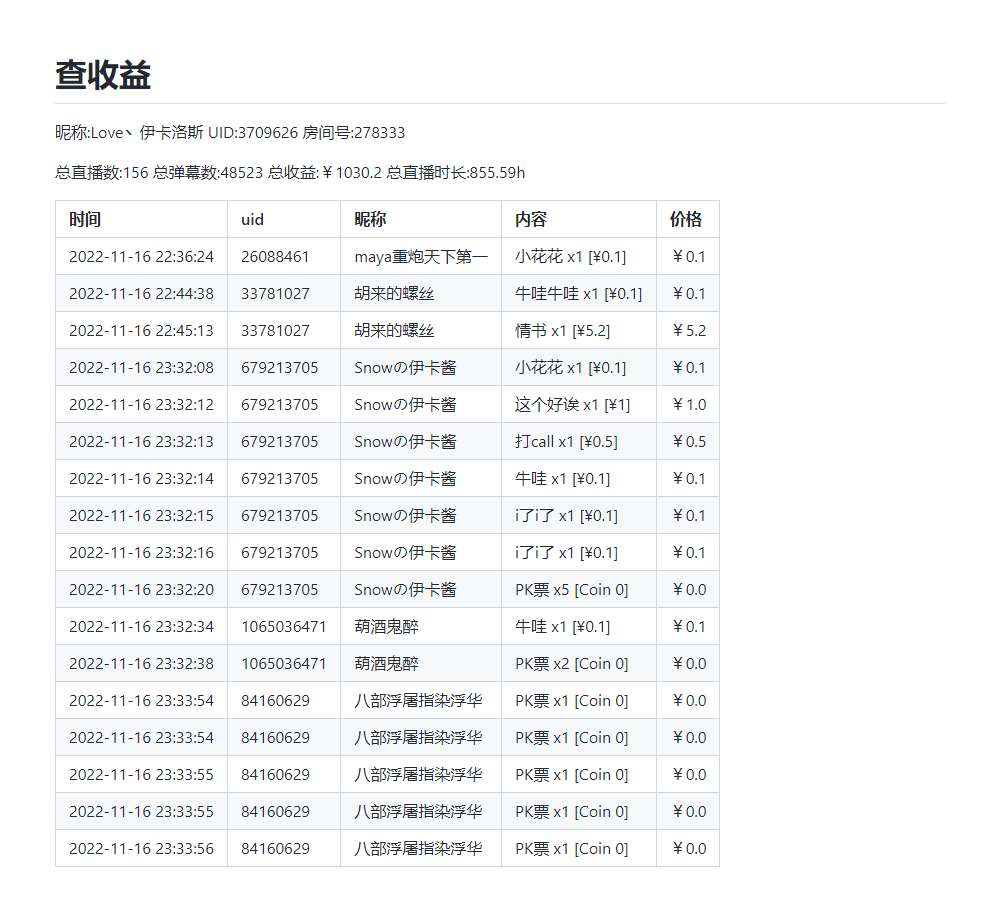 查收益
昵称:Love丶伊卡洛斯 UID:3709626 房间号:278333
总直播数:156 总弹幕数:48523 总收益:￥1030.2 总直播时长:855.59h
时间 uid 昵称 内容 价格
2022-11-16 22:36:24 26088461 maya重炮天下第一 小花花 x1 [¥0.1] ￥0.1
2022-11-16 22:44:38 33781027 胡来的螺丝 牛哇牛哇 x1 [¥0.1] ￥0.1
2022-11-16 22:45:13 33781027 胡来的螺丝 情书 x1 [¥5.2] ￥5.2
2022-11-16 23:32:08 679213705 Snowの伊卡酱 小花花 x1 [¥0.1] ￥0.1
2022-11-16 23:32:12 679213705 Snowの伊卡酱 这个好诶 x1 [¥1] ￥1.0
2022-11-16 23:32:13 679213705 Snowの伊卡酱 打call x1 [¥0.5] ￥0.5
2022-11-16 23:32:14 679213705 Snowの伊卡酱 牛哇 x1 [¥0.1] ￥0.1
2022-11-16 23:32:15 679213705 Snowの伊卡酱 i了i了 x1 [¥0.1] ￥0.1
2022-11-16 23:32:16 679213705 Snowの伊卡酱 i了i了 x1 [¥0.1] ￥0.1
2022-11-16 23:32:20 679213705 Snowの伊卡酱 PK票 x5 [Coin 0] ￥0.0
2022-11-16 23:32:34 1065036471 葫酒鬼醉 牛哇 x1 [¥0.1] ￥0.1
2022-11-16 23:32:38 1065036471 葫酒鬼醉 PK票 x2 [Coin 0] ￥0.0
2022-11-16 23:33:54 84160629 八部浮屠指染浮华 PK票 x1 [Coin 0] ￥0.0
2022-11-16 23:33:54 84160629 八部浮屠指染浮华 PK票 x1 [Coin 0] ￥0.0
2022-11-16 23:33:55 84160629 八部浮屠指染浮华 PK票 x1 [Coin 0] ￥0.0
2022-11-16 23:33:55 84160629 八部浮屠指染浮华 PK票 x1 [Coin 0] ￥0.0
2022-11-16 23:33:56 84160629 八部浮屠指染浮华 PK票 x1 [Coin 0] ￥0.0